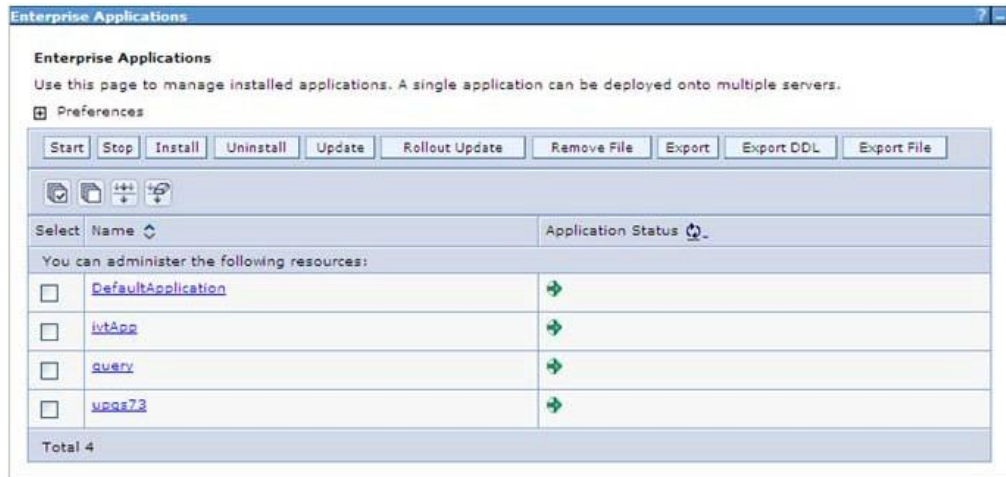 Enterprise Applications
?
Enterprise Applications
Use this page to manage installed applications. A single application can be deployed onto multiple servers.
Preferences
Start Stop Install Uninstall Update Rollout Update Remove File Export Export DDL Export File
Select Name Application Status
You can administer the following resources:
DefaultApplication
ivtApp
query
upgs73
Total 4